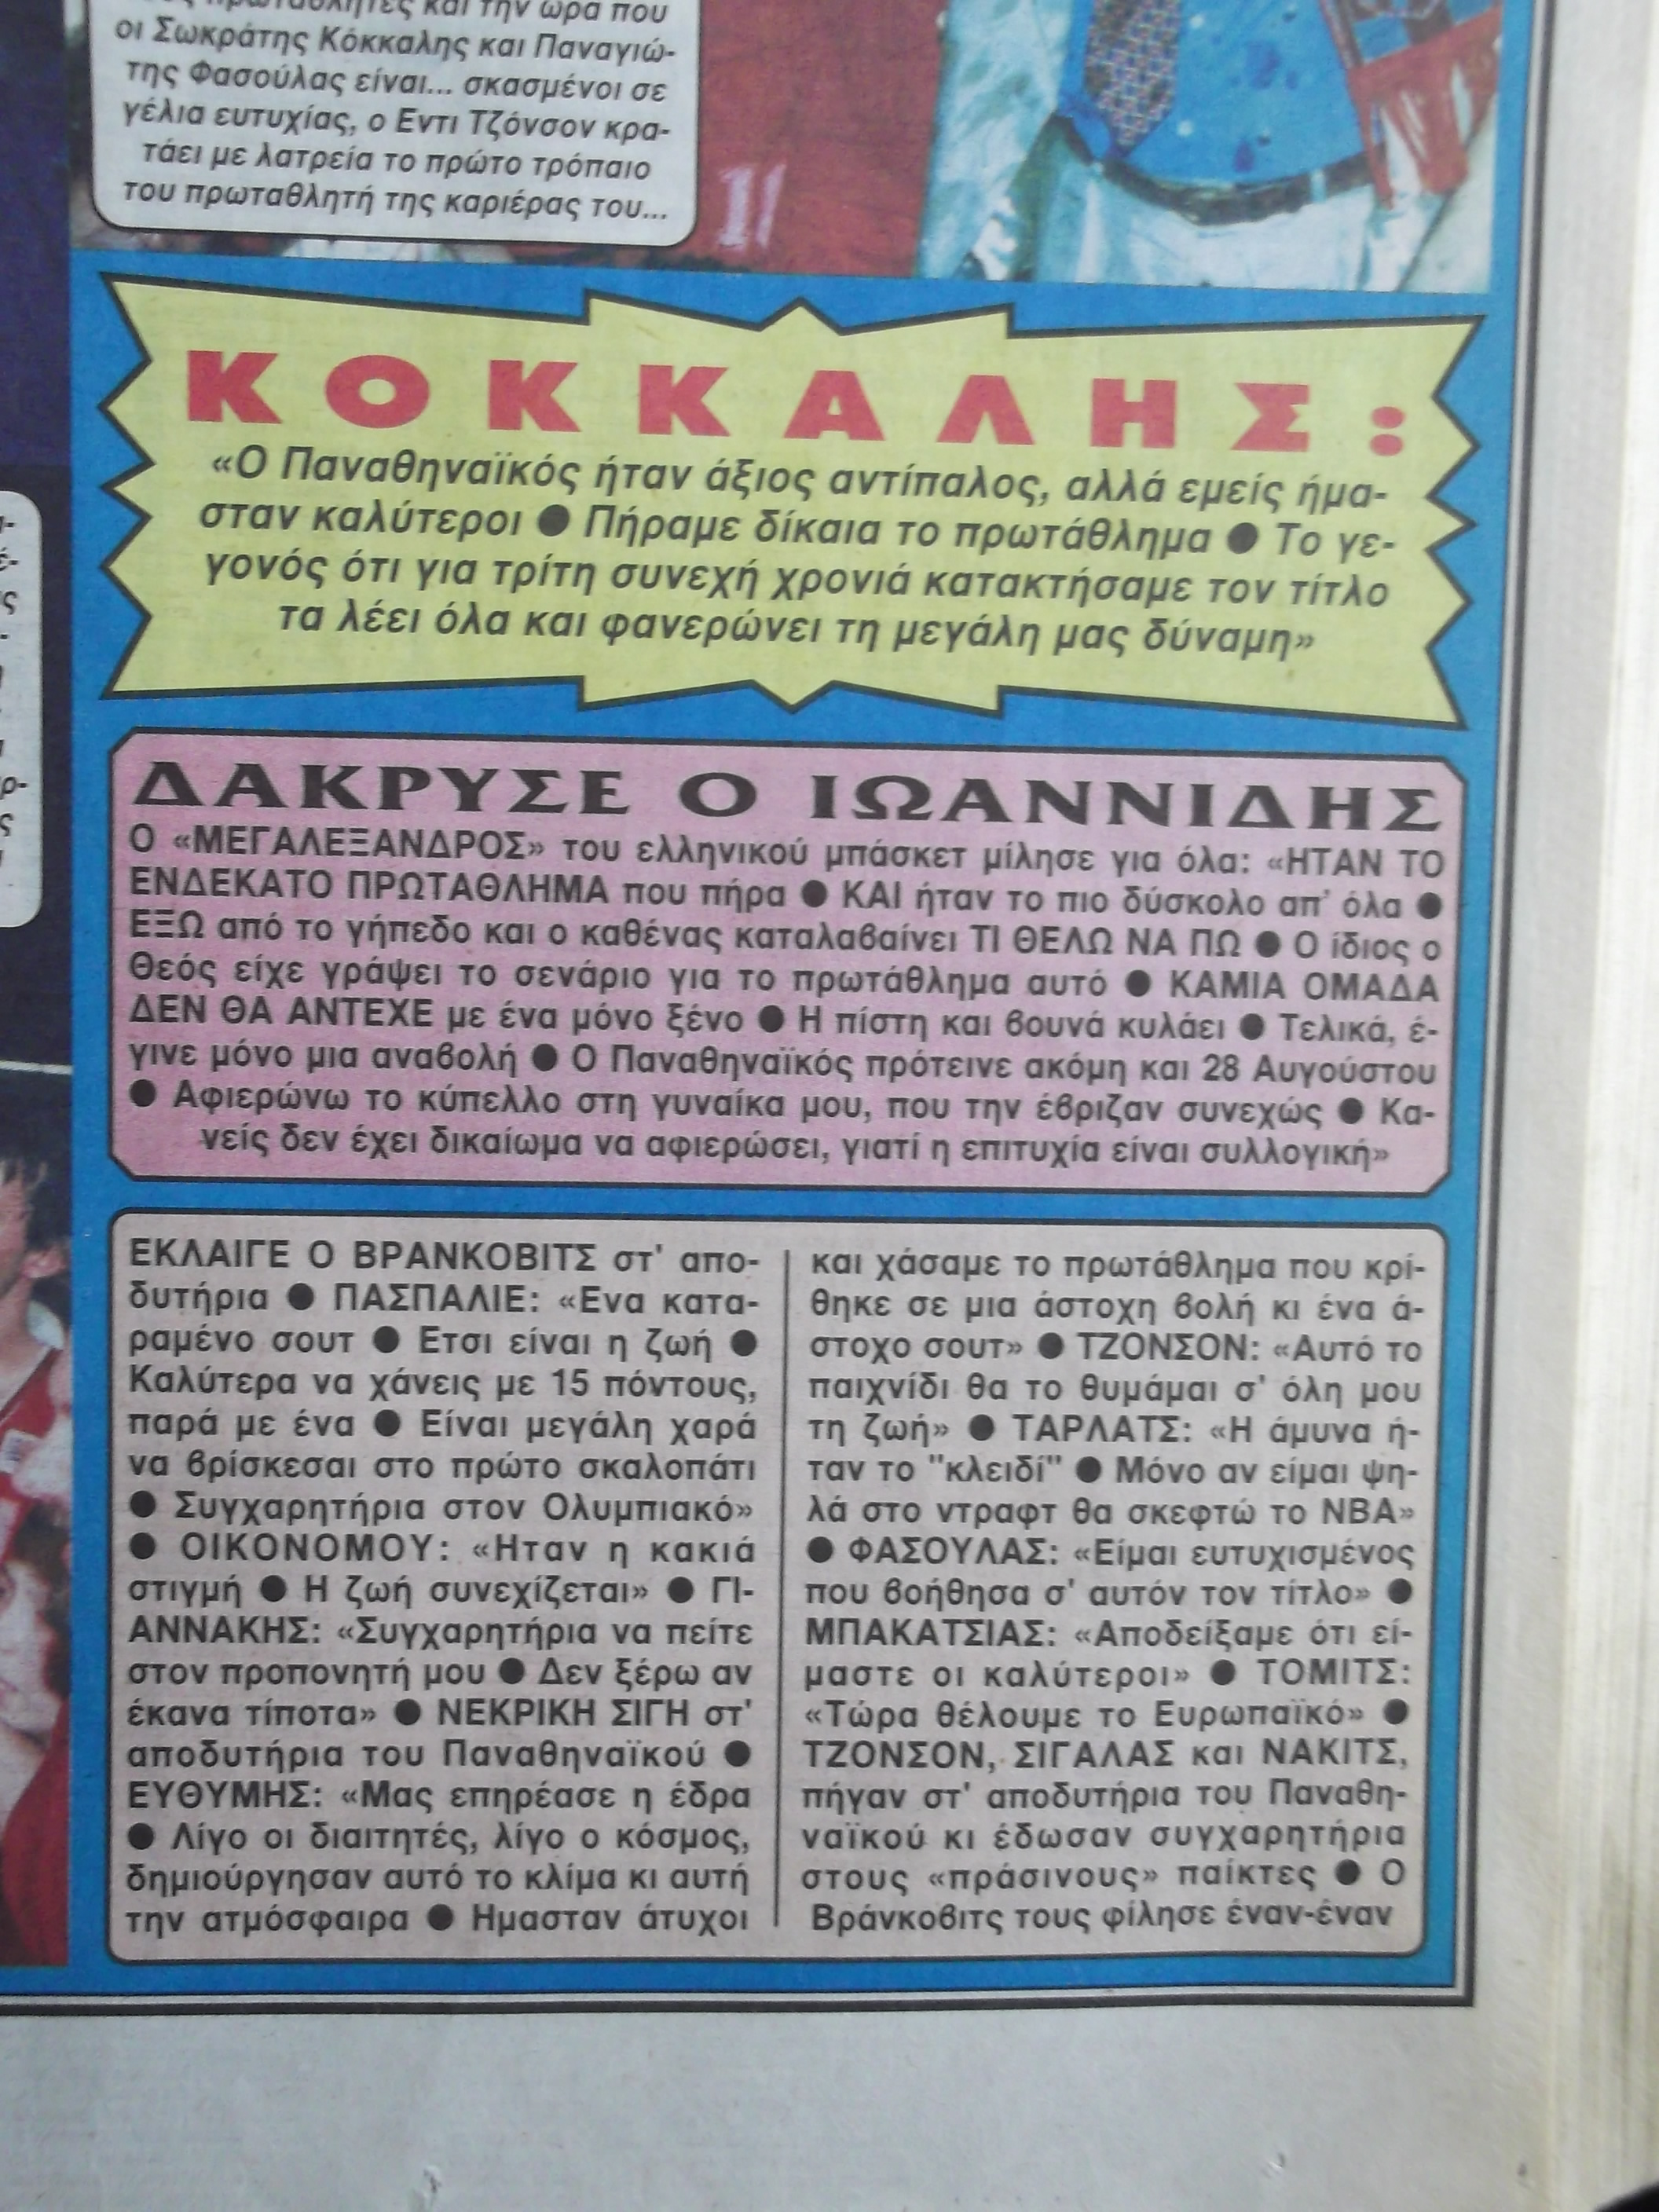 και την ώρα που
οι Σωκράτης Κόκκαλης και Παναγιώ-
της Φασούλας είναι... σκασμένοι σε
γέλια ευτυχίας, ο Εντι Τζόνσον κρα-
τάει με λατρεία το πρώτο τρόπαιο
του πρωταθλητή της καριέρας του...
11
ΚΟΚΚΑΛΗΣ:
«Ο Παναθηναϊκός ήταν άξιος αντίπαλος, αλλά εμείς ήμα-
σταν καλύτεροι ● Πήραμε δίκαια το πρωτάθλημα ● Το γε-
γονός ότι για τρίτη συνεχή χρονιά κατακτήσαμε τον τίτλο
τα λέει όλα και φανερώνει τη μεγάλη μας δύναμη»
ΔΑΚΡΥΣΕ Ο ΙΩΑΝΝΙΔΗΣ
Ο «ΜΕΓΑΛΕΞΑΝΔΡΟΣ» του ελληνικού μπάσκετ μίλησε για όλα: «ΗΤΑΝ ΤΟ
ΕΝΔΕΚΑΤΟ ΠΡΩΤΑΘΛΗΜΑ που πήρα ● ΚΑΙ ήταν το πιο δύσκολο απ' όλα ●
ΕΞΩ από το γήπεδο και ο καθένας καταλαβαίνει ΤΙ ΘΕΛΩ ΝΑ ΠΩ ● Ο ίδιος ο
Θεός είχε γράψει το σενάριο για το πρωτάθλημα αυτό ● ΚΑΜΙΑ ΟΜΑΔΑ
ΔΕΝ ΘΑ ΑΝΤΕΧΕ με ένα μόνο ξένο ● Η πίστη και βουνά κυλάει ● Τελικά, έ-
γινε μόνο μια αναβολή ● Ο Παναθηναϊκός πρότεινε ακόμη και 28 Αυγούστου
● Αφιερώνω το κύπελλο στη γυναίκα μου, που την έβριζαν συνεχώς ● Κα-
νείς δεν έχει δικαίωμα να αφιερώσει, γιατί η επιτυχία είναι συλλογική»
ΕΚΛΑΙΓΕ Ο ΒΡΑΝΚΟΒΙΤΣ στ' απο-
δυτήρια ● ΠΑΣΠΑΛΙΕ: «Ενα κατα-
ραμένο σουτ ● Ετσι είναι η ζωή ●
Καλύτερα να χάνεις με 15 πόντους,
παρά με ένα ● Είναι μεγάλη χαρά
να βρίσκεσαι στο πρώτο σκαλοπάτι
● Συγχαρητήρια στον Ολυμπιακό»
● ΟΙΚΟΝΟΜΟΥ: «Ηταν η κακιά
στιγμή ● Η ζωή συνεχίζεται» ● ΓΙ-
ΑΝΝΑΚΗΣ: «Συγχαρητήρια να πείτε
στον προπονητή μου ● Δεν ξέρω αν
έκανα τίποτα» ● ΝΕΚΡΙΚΗ ΣΙΓΗ στ'
αποδυτήρια του Παναθηναϊκού ●
ΕΥΘΥΜΗΣ: «Μας επηρέασε η έδρα
● Λίγο οι διαιτητές, λίγο ο κόσμος,
δημιούργησαν αυτό το κλίμα κι αυτή
την ατμόσφαιρα ● Ημασταν άτυχοι
και χάσαμε το πρωτάθλημα που κρί-
θηκε σε μια άστοχη βολή κι ένα ά-
στοχο σουτ» ● ΤΖΟΝΣΟΝ: «Αυτό το
παιχνίδι θα το θυμάμαι σ' όλη μου
τη ζωή» ● ΤΑΡΛΑΤΣ: «Η άμυνα ή-
ταν το "κλειδί" ● Μόνο αν είμαι ψη-
λά στο ντραφτ θα σκεφτώ το NBA»
● ΦΑΣΟΥΛΑΣ: «Είμαι ευτυχισμένος
που βοήθησα σ' αυτόν τον τίτλο» ●
ΜΠΑΚΑΤΣΙΑΣ: «Αποδείξαμε ότι εί-
μαστε οι καλύτεροι» ● ΤΟΜΙΤΣ:
«Τώρα θέλουμε το Ευρωπαϊκό» ●
ΤΖΟΝΣΟΝ, ΣΙΓΑΛΑΣ και ΝΑΚΙΤΣ,
πήγαν στ' αποδυτήρια του Παναθη-
ναϊκού κι έδωσαν συγχαρητήρια
στους «πράσινους» παίκτες ● Ο
Βράνκοβιτς τους φίλησε έναν-έναν